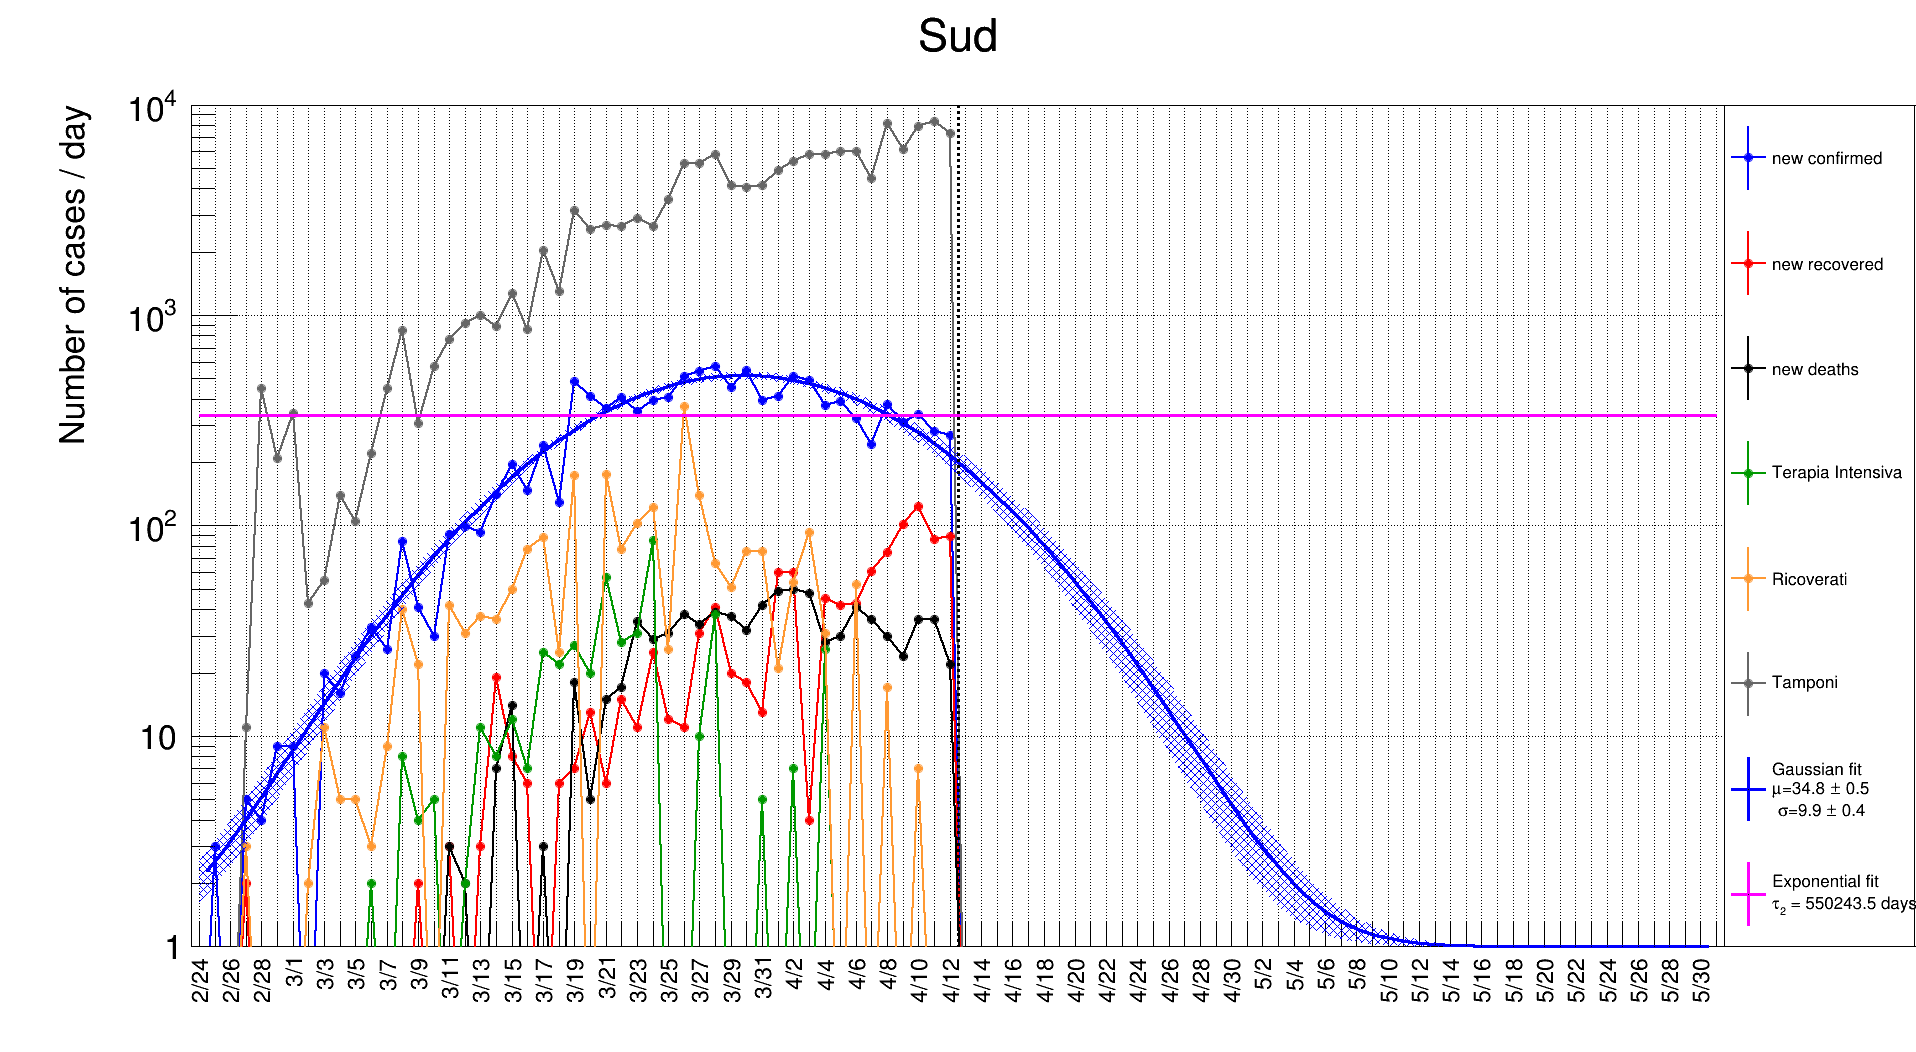 Sud
Number of cases / day
10⁴
10³
10²
10
1
2/24 2/26 2/28 3/1 3/3 3/5 3/7 3/9 3/11 3/13 3/15 3/17 3/19 3/21 3/23 3/25 3/27 3/29 3/31 4/2 4/4 4/6 4/8 4/10 4/12 4/14 4/16 4/18 4/20 4/22 4/24 4/26 4/28 4/30 5/2 5/4 5/6 5/8 5/10 5/12 5/14 5/16 5/18 5/20 5/22 5/24 5/26 5/28 5/30
new confirmed
new recovered
new deaths
Terapia Intensiva
Ricoverati
Tamponi
Gaussian fit
μ=34.8 ± 0.5
σ=9.9 ± 0.4
Exponential fit
τ₂ = 550243.5 days